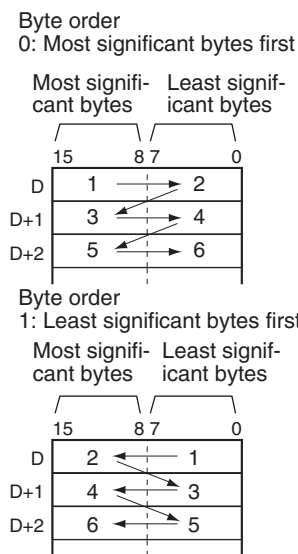 Byte order
0: Most significant bytes first
Most signifi- Least signif-
cant bytes icant bytes
15 8 7 0
D 1 2
D+1 3 4
D+2 5 6
Byte order
1: Least significant bytes first
Most signifi- Least signif-
cant bytes icant bytes
15 8 7 0
D 2 1
D+1 4 3
D+2 6 5